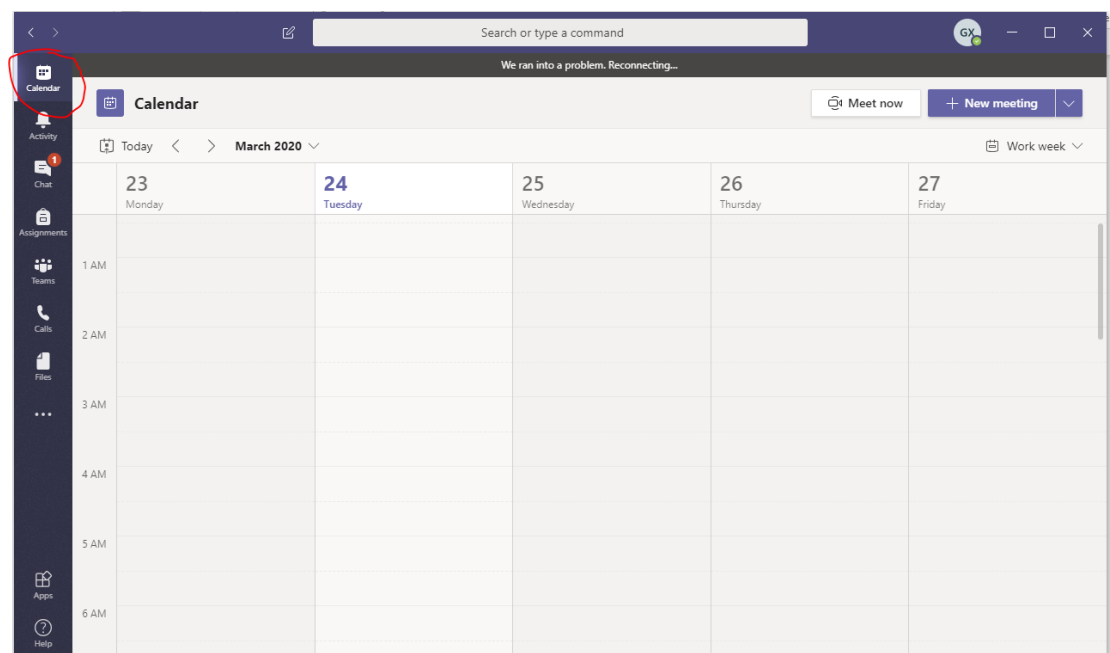 Search or type a command
GX
We ran into a problem. Reconnecting...
Calendar
Activity
1
Chat
Assignments
Teams
Calls
Files
Apps
Help
Calendar
Meet now
New meeting
Today
March 2020
Work week
23
Monday
24
Tuesday
25
Wednesday
26
Thursday
27
Friday
1 AM
2 AM
3 AM
4 AM
5 AM
6 AM